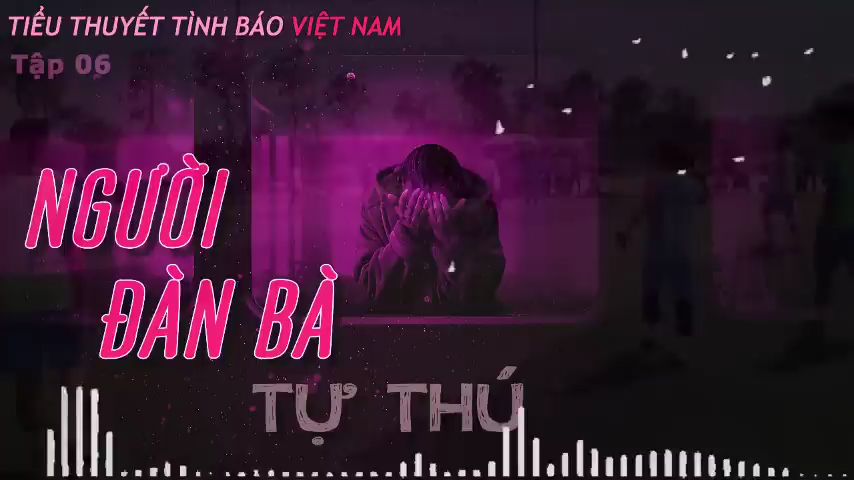 TIỂU THUYẾT TÌNH BÁO VIỆT NAM
Tập 06
NGƯỜI
ĐÀN BÀ
TỰ THÚ